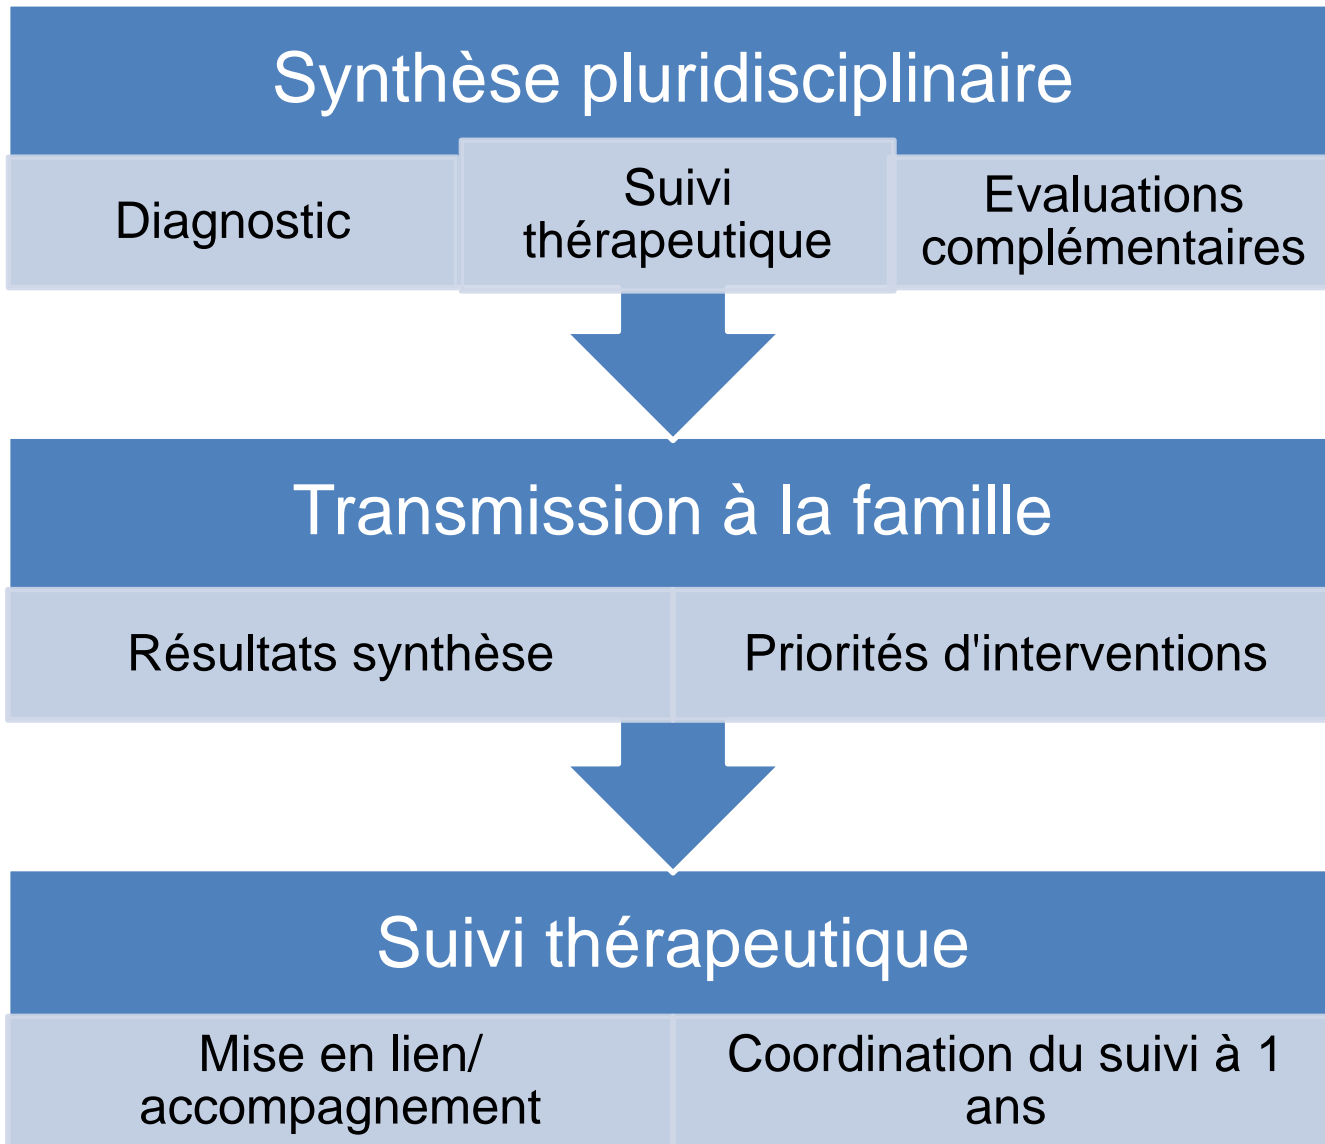 Synthèse pluridisciplinaire
Diagnostic
Suivi
thérapeutique
Evaluations
complémentaires
Transmission à la famille
Résultats synthèse
Priorités d'interventions
Suivi thérapeutique
Mise en lien/
accompagnement
Coordination du suivi à 1
ans